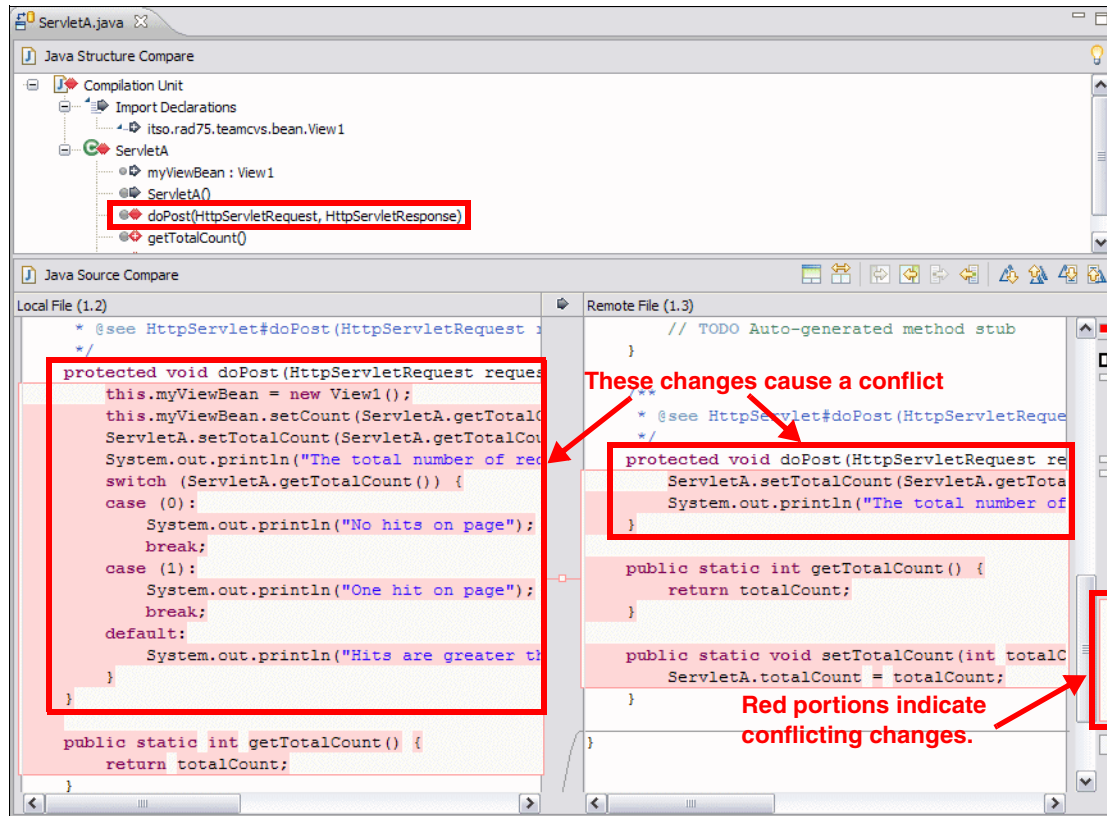 ServletA.java
Java Structure Compare
Compilation Unit
Import Declarations
itso.rad75.teamcvs.bean.View1
ServletA
myViewBean : View1
ServletA()
doPost(HttpServletRequest, HttpServletResponse)
getTotalCount()
Java Source Compare
Local File (1.2)
* @see HttpServlet#doPost(HttpServletRequest
*/
protected void doPost(HttpServletRequest reques
this.myViewBean = new View1();
this.myViewBean.setCount(ServletA.getTotalC
ServletA.setTotalCount(ServletA.getTotalCou
System.out.println("The total number of rec
switch (ServletA.getTotalCount()) {
case (0):
System.out.println("No hits on page");
break;
case (1):
System.out.println("One hit on page");
break;
default:
System.out.println("Hits are greater th
}
}
public static int getTotalCount() {
return totalCount;
}
Remote File (1.3)
// TODO Auto-generated method stub
}
These changes cause a conflict
/**
* @see HttpServlet#doPost(HttpServletReque
*/
protected void doPost(HttpServletRequest re
ServletA.setTotalCount(ServletA.getTota
System.out.println("The total number of
}
public static int getTotalCount() {
return totalCount;
}
public static void setTotalCount(int totalC
ServletA.totalCount = totalCount;
}
Red portions indicate
conflicting changes.
}